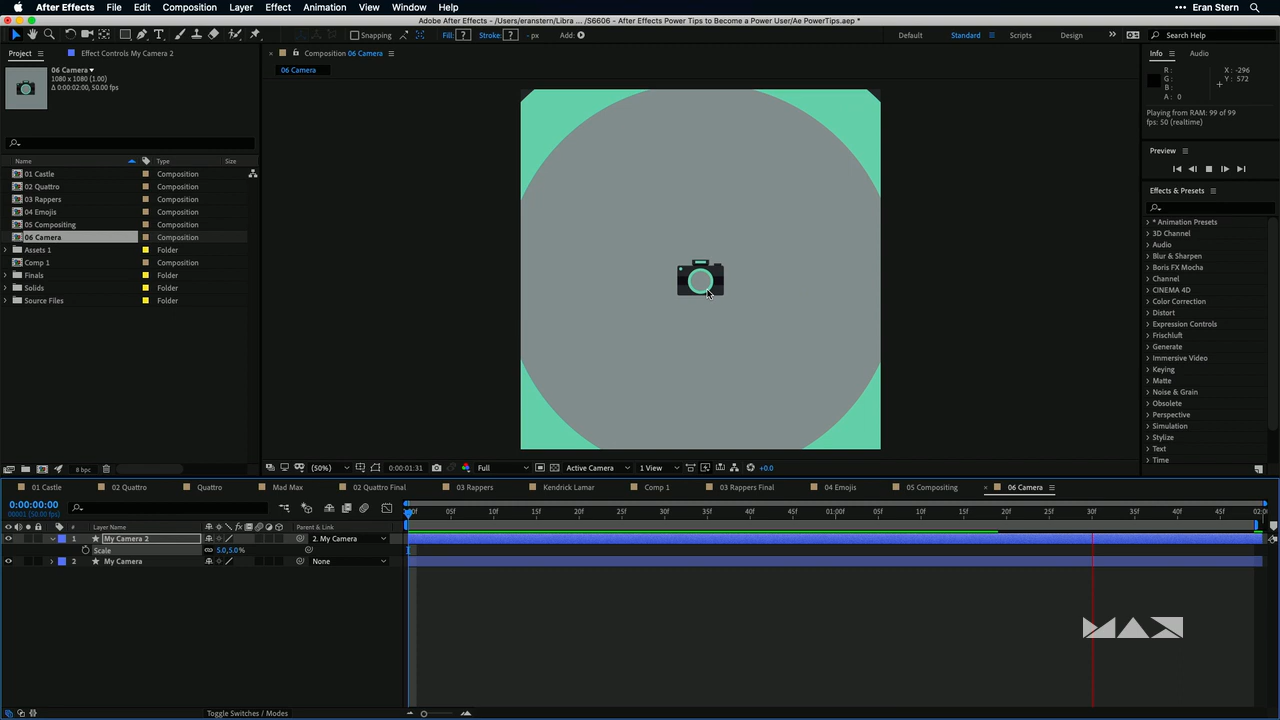 After Effects File Edit Composition Layer Effect Animation View Window Help Eran Stern
Adobe After Effects - /Users/eranstern/Libra ... /S6606 - After Effects Power Tips to Become a Power User/Ae PowerTips.aep *
Snapping Fill: ? Stroke: ? - px Add: Default Standard Scripts Design Search Help
Project Effect Controls My Camera 2 Composition 06 Camera Info Audio
06 Camera
1080 x 1080 (1.00)
Δ 0:00:02:00, 50.00 fps
06 Camera
R :
G :
B :
A : 0
X : -296
Y : 572
Playing from RAM: 99 of 99
fps: 50 (realtime)
Preview
Effects & Presets
Name Type Size
01 Castle Composition
02 Quattro Composition
03 Rappers Composition
04 Emojis Composition
05 Compositing Composition
06 Camera Composition
Assets 1 Folder
Comp 1 Composition
Finals Folder
Solids Folder
Source Files Folder
* Animation Presets
3D Channel
Audio
Blur & Sharpen
Boris FX Mocha
Channel
CINEMA 4D
Color Correction
Distort
Expression Controls
Frischluft
Generate
Immersive Video
Keying
Matte
Noise & Grain
Obsolete
Perspective
Simulation
Stylize
Text
Time
8 bpc
(50%) 0:00:01:31 Full Active Camera 1 View +0.0
01 Castle 02 Quattro Quattro Mad Max 02 Quattro Final 03 Rappers Kendrick Lamar Comp 1 03 Rappers Final 04 Emojis 05 Compositing 06 Camera
0:00:00:00
00001 (50.00 fps)
:00f 05f 10f 15f 20f 25f 30f 35f 40f 45f 01:00f 05f 10f 15f 20f 25f 30f 35f 40f 45f 02:0
# Layer Name Parent & Link
1 My Camera 2 2. My Camera
Scale 5.0,5.0%
2 My Camera None
MAX
Toggle Switches / Modes